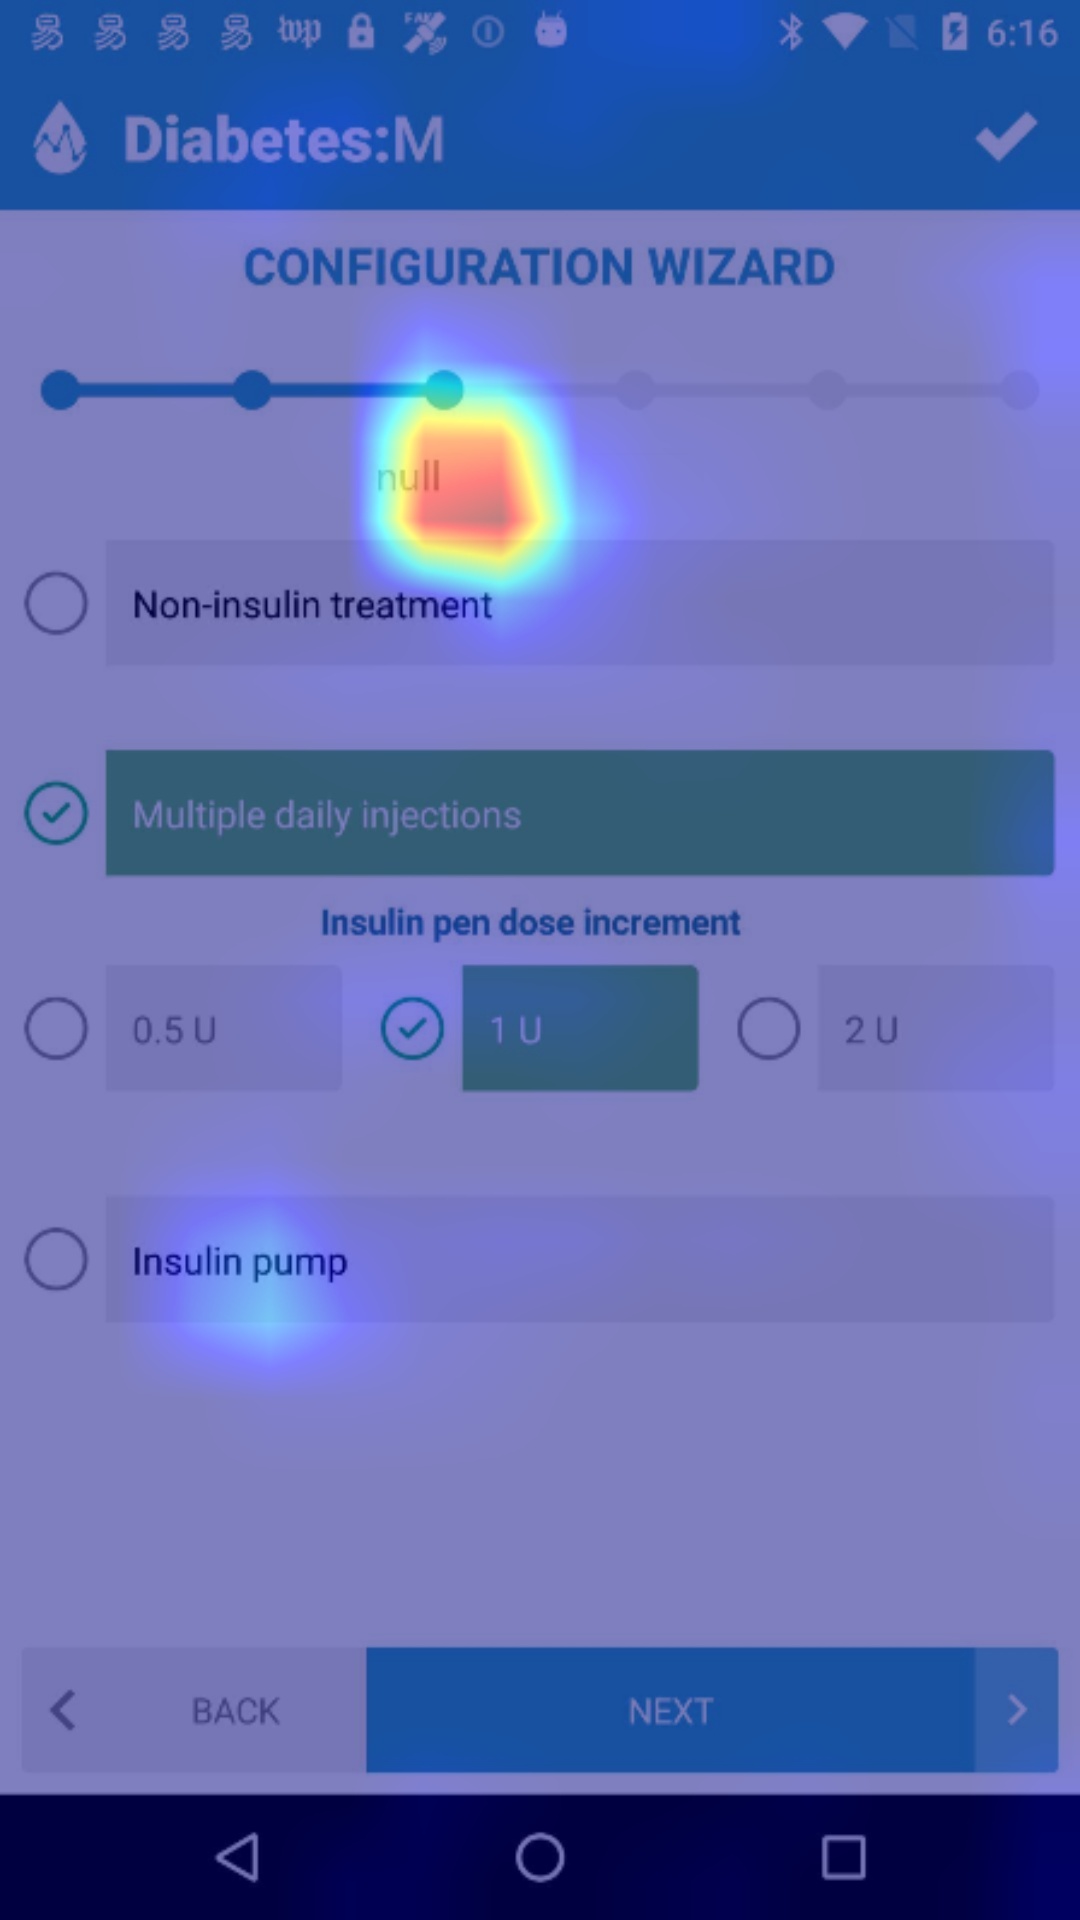 6:16
Diabetes:M
CONFIGURATION WIZARD
null
Non-insulin treatment
Multiple daily injections
Insulin pen dose increment
0.5 U 1 U 2 U
Insulin pump
BACK NEXT